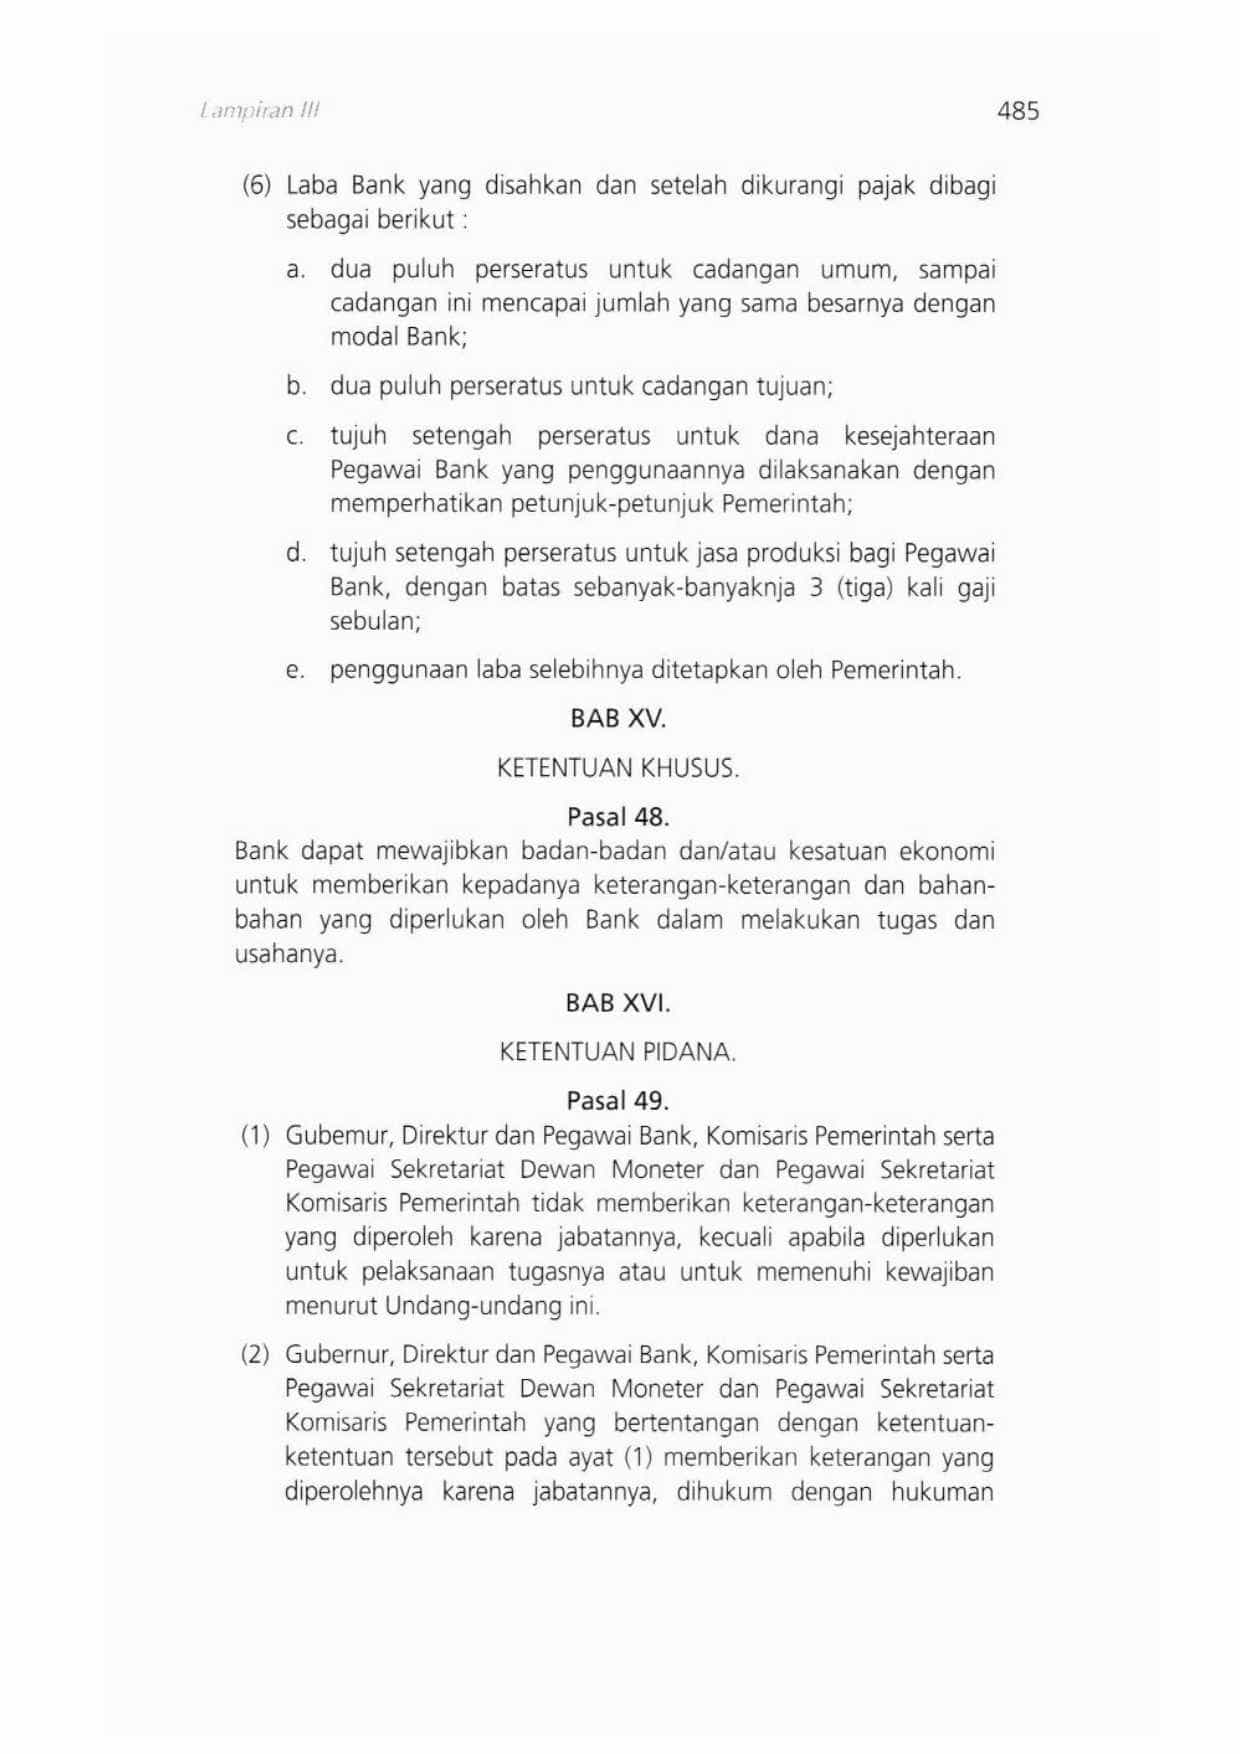 Lampiran III 485
(6) Laba Bank yang disahkan dan setelah dikurangi pajak dibagi
sebagai berikut :
a. dua puluh perseratus untuk cadangan umum, sampai
cadangan ini mencapai jumlah yang sama besarnya dengan
modal Bank;
b. dua puluh perseratus untuk cadangan tujuan;
c. tujuh setengah perseratus untuk dana kesejahteraan
Pegawai Bank yang penggunaannya dilaksanakan dengan
memperhatikan petunjuk-petunjuk Pemerintah;
d. tujuh setengah perseratus untuk jasa produksi bagi Pegawai
Bank, dengan batas sebanyak-banyaknja 3 (tiga) kali gaji
sebulan;
e. penggunaan laba selebihnya ditetapkan oleh Pemerintah.
BAB XV.
KETENTUAN KHUSUS.
Pasal 48.
Bank dapat mewajibkan badan-badan dan/atau kesatuan ekonomi
untuk memberikan kepadanya keterangan-keterangan dan bahan-
bahan yang diperlukan oleh Bank dalam melakukan tugas dan
usahanya.
BAB XVI.
KETENTUAN PIDANA.
Pasal 49.
(1) Gubemur, Direktur dan Pegawai Bank, Komisaris Pemerintah serta
Pegawai Sekretariat Dewan Moneter dan Pegawai Sekretariat
Komisaris Pemerintah tidak memberikan keterangan-keterangan
yang diperoleh karena jabatannya, kecuali apabila diperlukan
untuk pelaksanaan tugasnya atau untuk memenuhi kewajiban
menurut Undang-undang ini.
(2) Gubernur, Direktur dan Pegawai Bank, Komisaris Pemerintah serta
Pegawai Sekretariat Dewan Moneter dan Pegawai Sekretariat
Komisaris Pemerintah yang bertentangan dengan ketentuan-
ketentuan tersebut pada ayat (1) memberikan keterangan yang
diperolehnya karena jabatannya, dihukum dengan hukuman